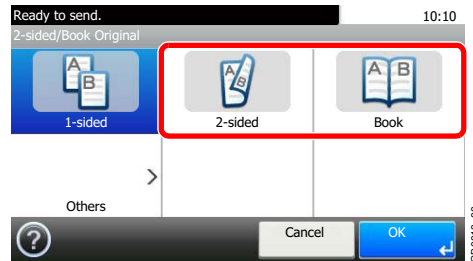 Ready to send.
10:10
2-sided/Book Original
A
B
A
B
A B
1-sided
2-sided
Book
Others
?
Cancel
OK